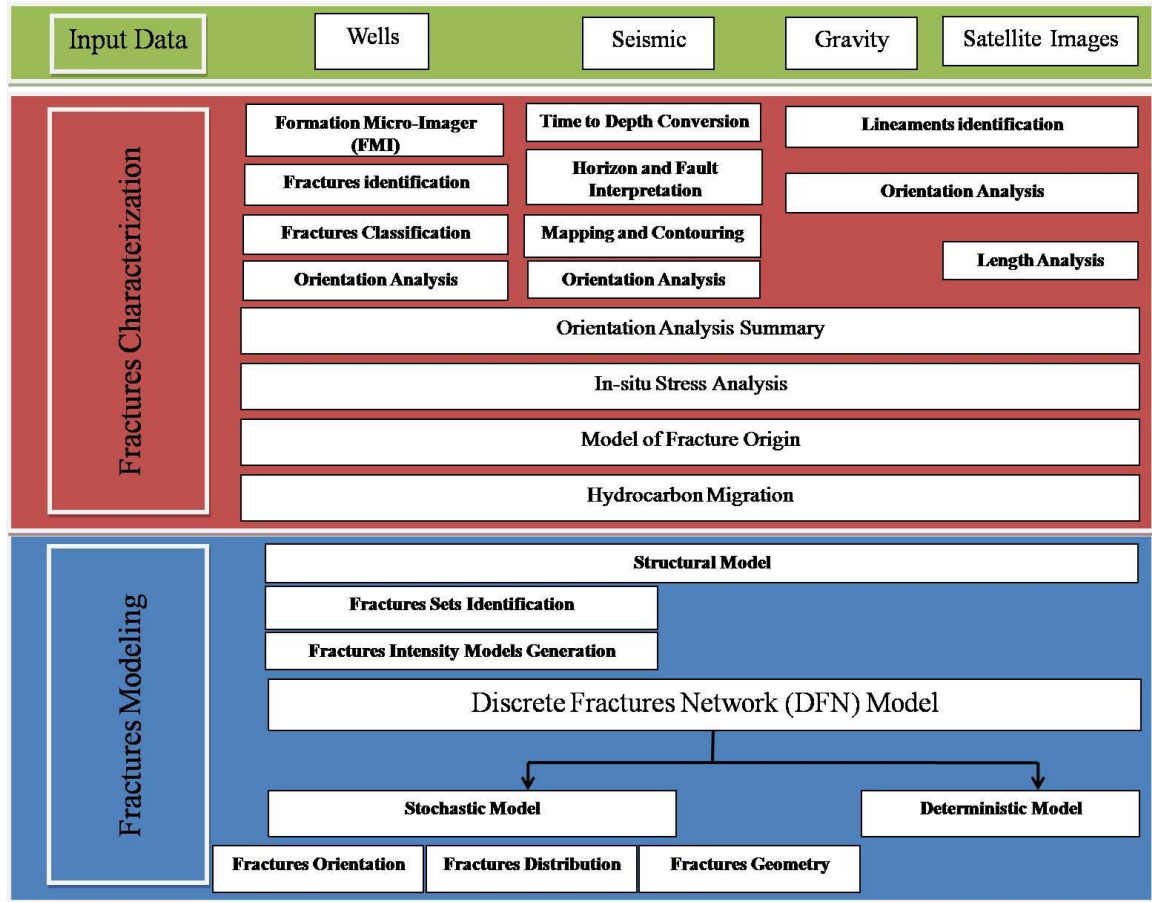 Input Data
Wells
Seismic
Gravity
Satellite Images
Fractures Characterization
Formation Micro-Imager
(FMI)
Fractures identification
Fractures Classification
Orientation Analysis
Time to Depth Conversion
Horizon and Fault
Interpretation
Mapping and Contouring
Orientation Analysis
Lineaments identification
Orientation Analysis
Length Analysis
Orientation Analysis Summary
In-situ Stress Analysis
Model of Fracture Origin
Hydrocarbon Migration
Fractures Modeling
Structural Model
Fractures Sets Identification
Fractures Intensity Models Generation
Discrete Fractures Network (DFN) Model
Stochastic Model
Deterministic Model
Fractures Orientation
Fractures Distribution
Fractures Geometry